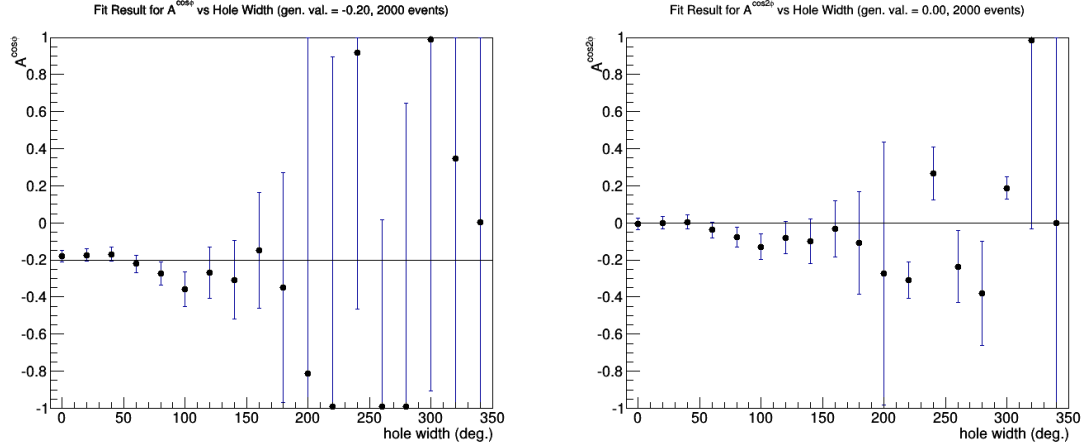 Fit Result for A^cosϕ vs Hole Width (gen. val. = -0.20, 2000 events)
A^cosϕ
1
0.8
0.6
0.4
0.2
0
-0.2
-0.4
-0.6
-0.8
-1
0 50 100 150 200 250 300 350
hole width (deg.)
Fit Result for A^cos2ϕ vs Hole Width (gen. val. = 0.00, 2000 events)
A^cos2ϕ
1
0.8
0.6
0.4
0.2
0
-0.2
-0.4
-0.6
-0.8
-1
0 50 100 150 200 250 300 350
hole width (deg.)